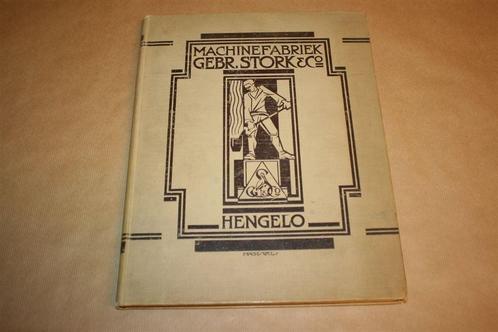 MACHINEFABRIEK
GEBR. STORK & Co
HENGELO